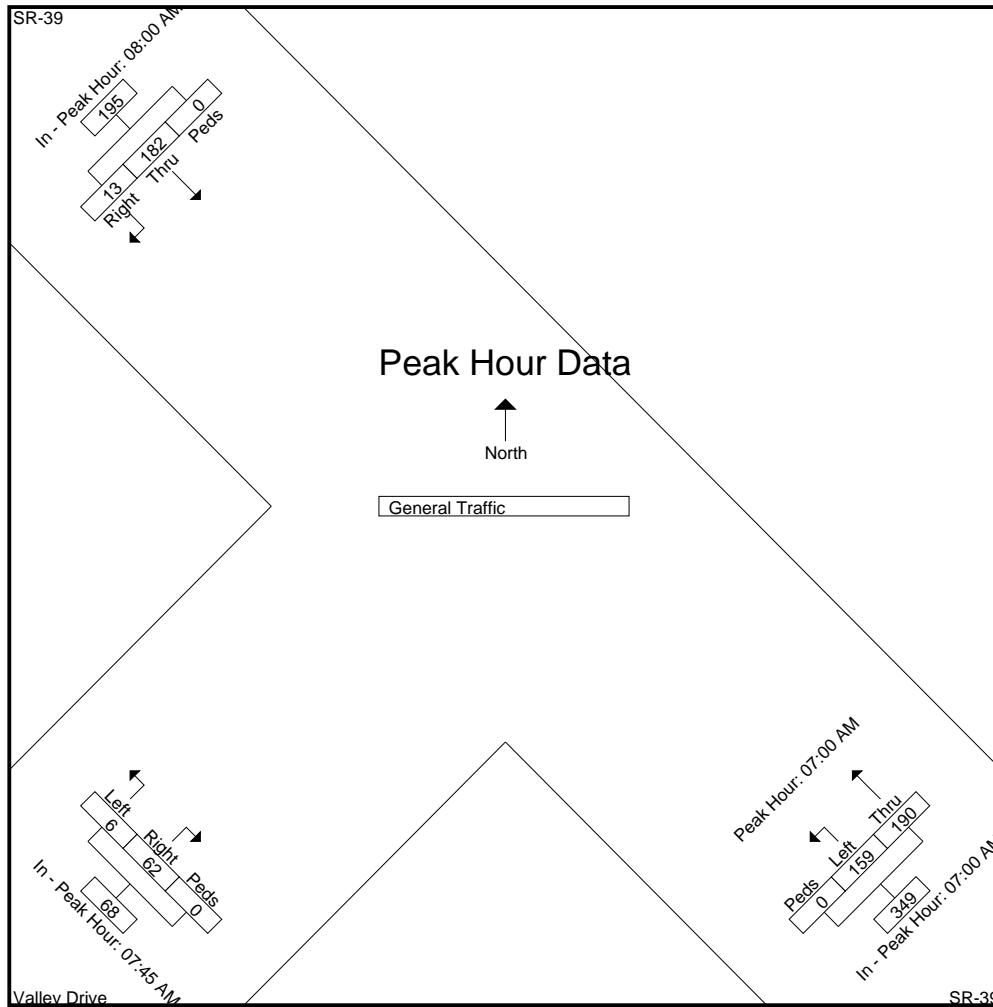 SR-39
In - Peak Hour: 08:00 AM
195
13 182 0
Right Thru Peds
Peak Hour Data
North
General Traffic
Left Right Peds
6 62 0
68
In - Peak Hour: 07:45 AM
Valley Drive
Peak Hour: 07:00 AM
Peds Left Thru
0 159 190
349
In - Peak Hour: 07:00 AM
SR-39